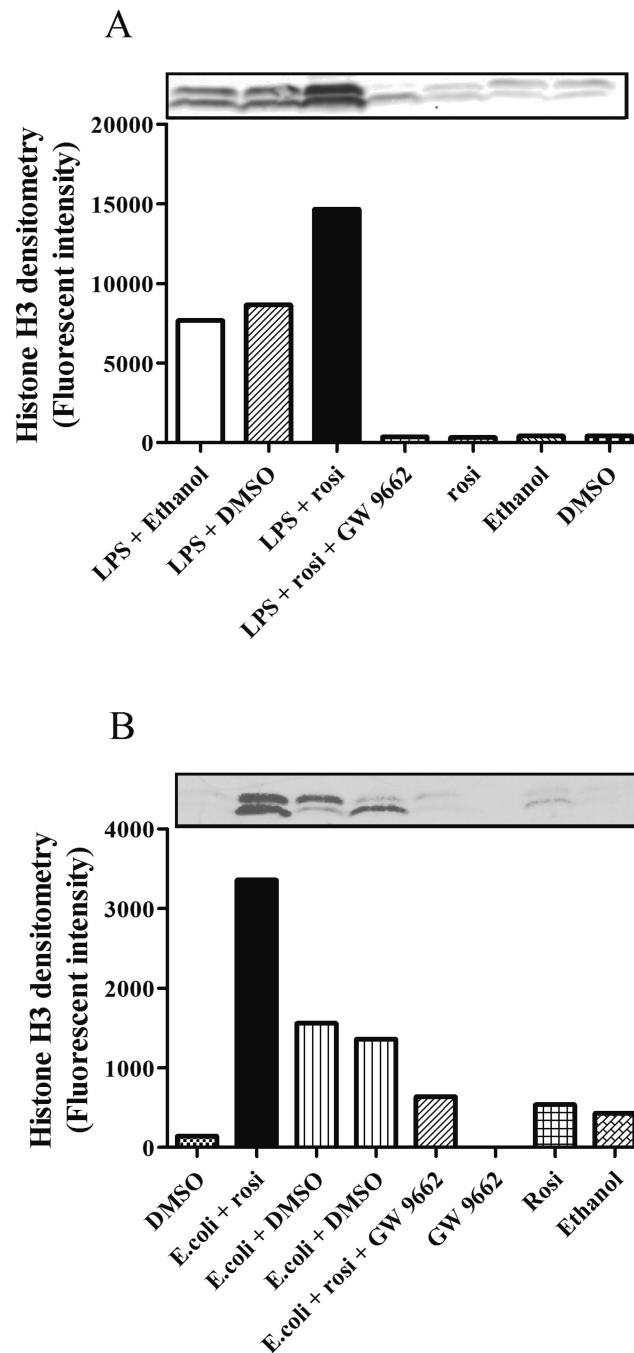 A
Histone H3 densitometry
(Fluorescent intensity)
20000
15000
10000
5000
0
LPS + Ethanol
LPS + DMSO
LPS + rosi
LPS + rosi + GW 9662
rosi
Ethanol
DMSO
B
Histone H3 densitometry
(Fluorescent intensity)
4000
3000
2000
1000
0
DMSO
E.coli + rosi
E.coli + DMSO
E.coli + DMSO
E.coli + rosi + GW 9662
GW 9662
Rosi
Ethanol